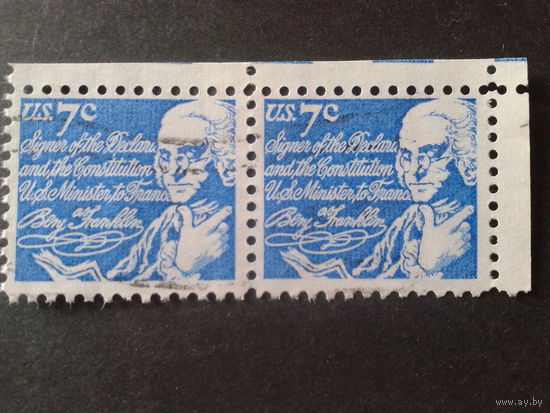 U.S. 7c
Signer of the Declara
and the Constitution
U.S. Minister to France
Benj Franklin
U.S. 7c
Signer of the Declara
and the Constitution
U.S. Minister to France
Benj Franklin
www.ay.by